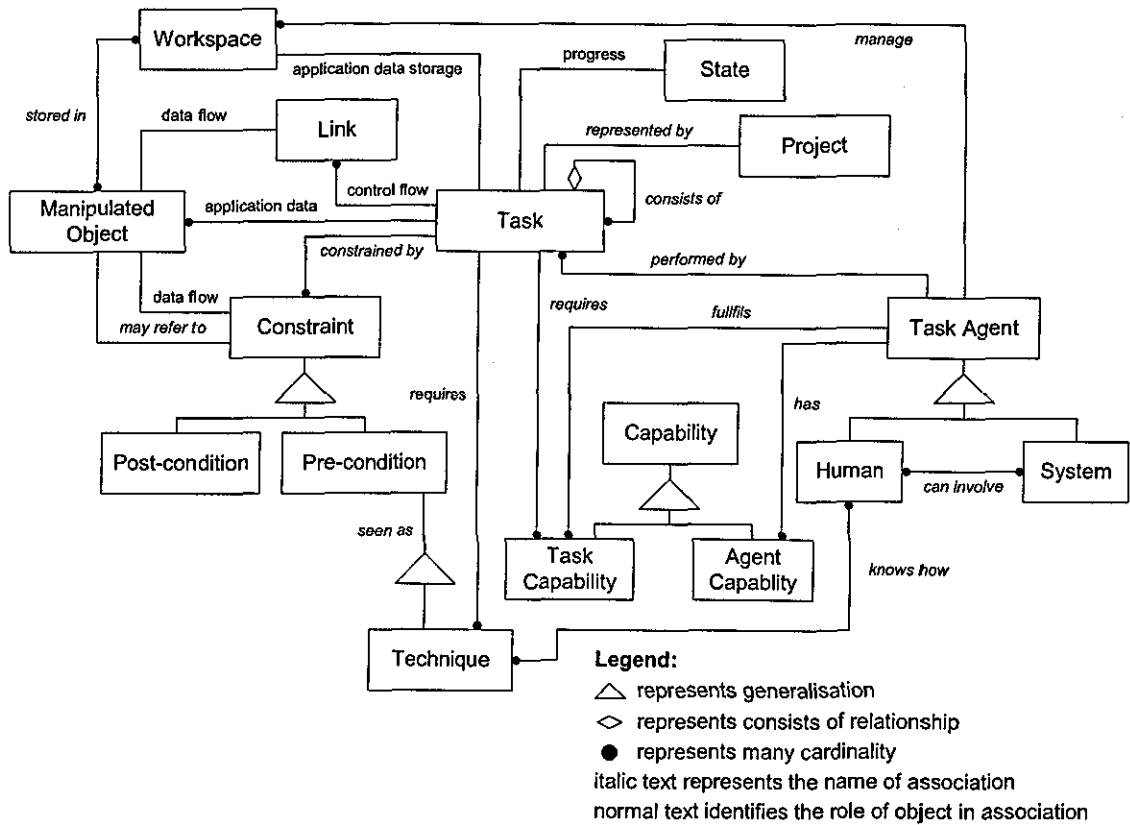 Workspace
manage
application data storage
progress
State
stored in
data flow
Link
represented by
Project
control flow
consists of
Manipulated
Object
application data
Task
constrained by
performed by
data flow
may refer to
Constraint
requires
fullfils
Task Agent
requires
has
Capability
Post-condition
Pre-condition
Human
can involve
System
seen as
Task
Capability
Agent
Capablity
knows how
Technique
Legend:
represents generalisation
represents consists of relationship
represents many cardinality
italic text represents the name of association
normal text identifies the role of object in association